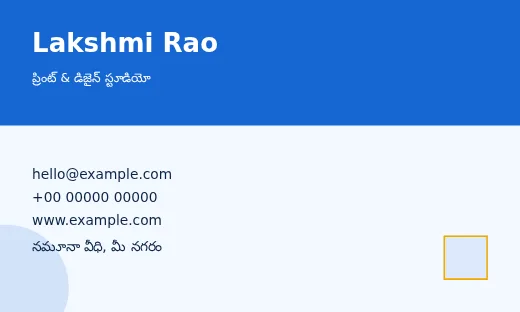 Lakshmi Rao
ప్రింట్ & డిజైన్ స్టూడియో
hello@example.com
+00 00000 00000
www.example.com
నమూనా వీధి, మీ నగరం